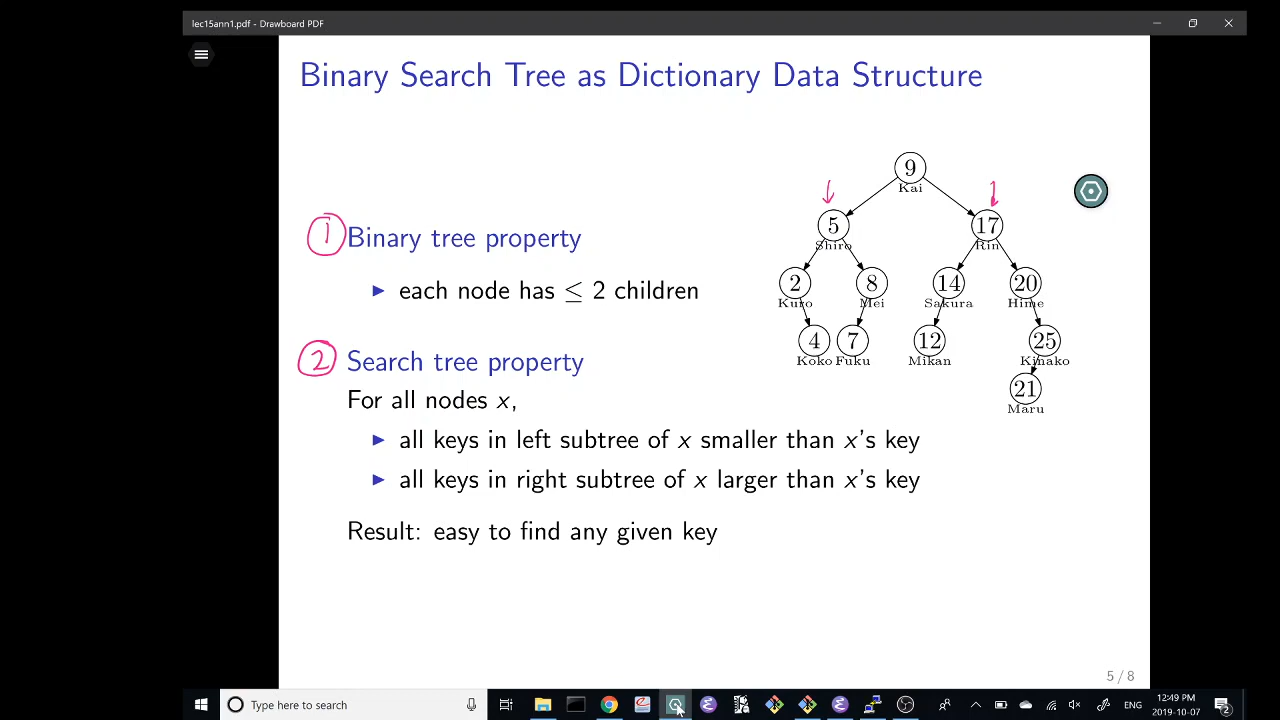 lec15ann1.pdf - Drawboard PDF
Binary Search Tree as Dictionary Data Structure
9
Kai
5
Shiro
17
Rin
1
Binary tree property
2
Kuro
8
Mei
14
Sakura
20
Hime
▶ each node has ≤ 2 children
4
Koko
7
Fuku
12
Mikan
25
Kinako
2
Search tree property
21
Maru
For all nodes x,
▶ all keys in left subtree of x smaller than x's key
▶ all keys in right subtree of x larger than x's key
Result: easy to find any given key
5 / 8
Type here to search
ENG
12:49 PM
2019-10-07
2